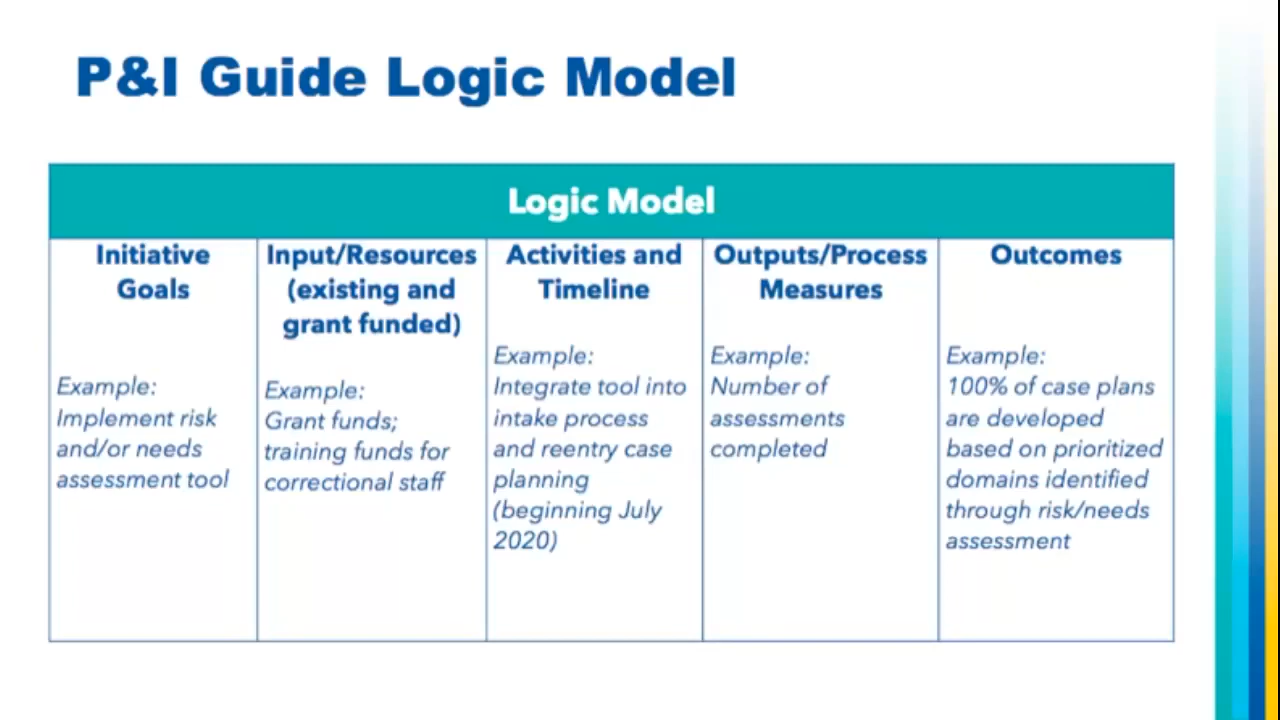 P&I Guide Logic Model
Logic Model
Initiative
Goals
Example:
Implement risk
and/or needs
assessment tool
Input/Resources
(existing and
grant funded)
Example:
Grant funds;
training funds for
correctional staff
Activities and
Timeline
Example:
Integrate tool into
intake process
and reentry case
planning
(beginning July
2020)
Outputs/Process
Measures
Example:
Number of
assessments
completed
Outcomes
Example:
100% of case plans
are developed
based on prioritized
domains identified
through risk/needs
assessment